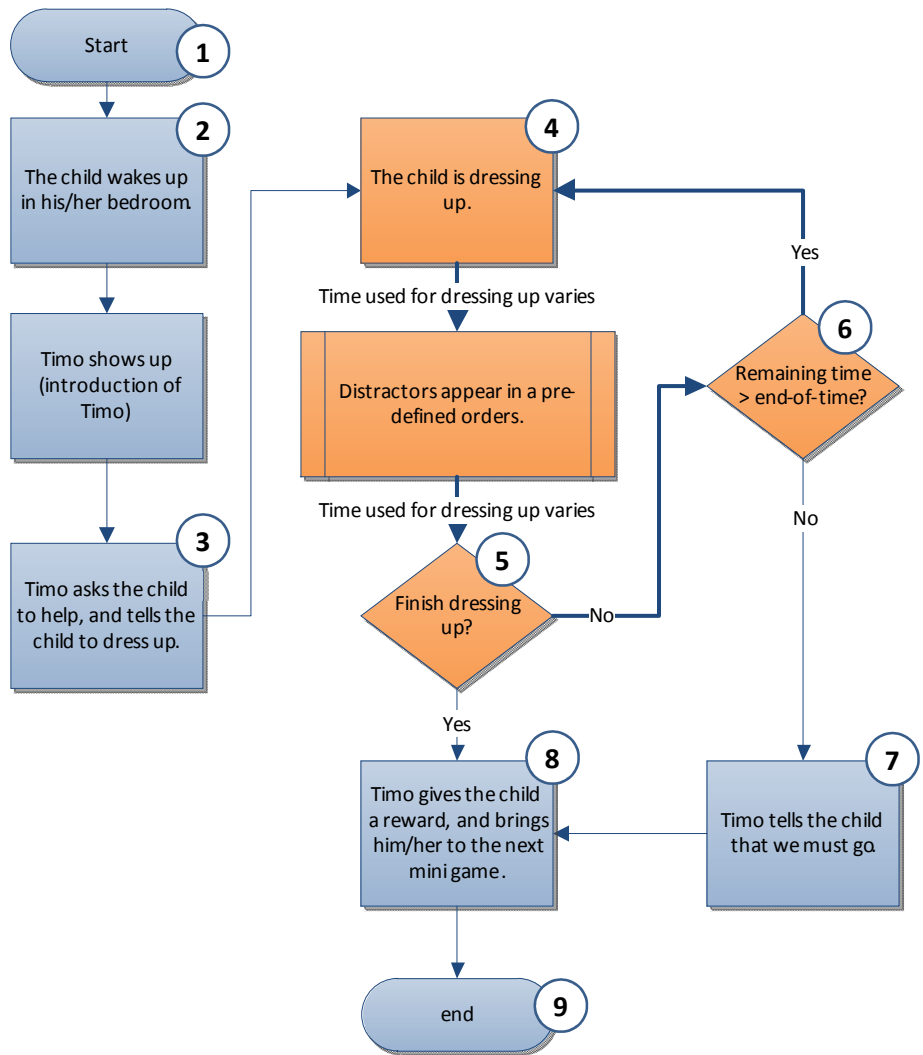 Start
1
2
The child wakes up
in his/her bedroom.
Timo shows up
(introduction of
Timo)
3
Timo asks the child
to help, and tells the
child to dress up.
4
The child is dressing
up.
Time used for dressing up varies
Distractors appear in a pre-
defined orders.
Time used for dressing up varies
5
Finish dressing
up?
No
Yes
6
Remaining time
> end-of-time?
Yes
No
7
Timo tells the child
that we must go.
8
Timo gives the child
a reward, and brings
him/her to the next
mini game.
end
9